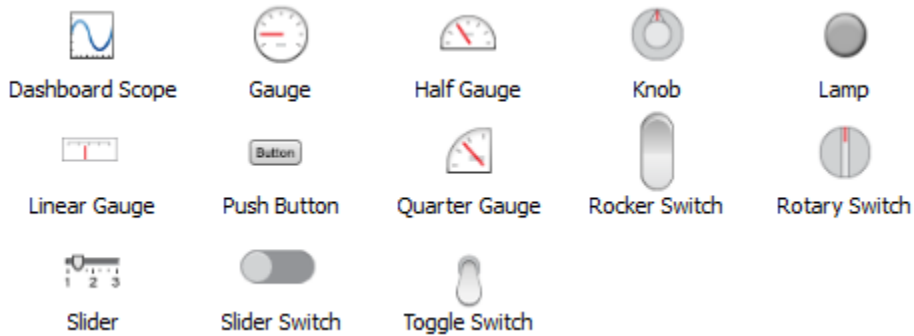 Dashboard Scope
Gauge
Half Gauge
Knob
Lamp
Linear Gauge
Button
Push Button
Quarter Gauge
Rocker Switch
Rotary Switch
1 2 3
Slider
Slider Switch
Toggle Switch